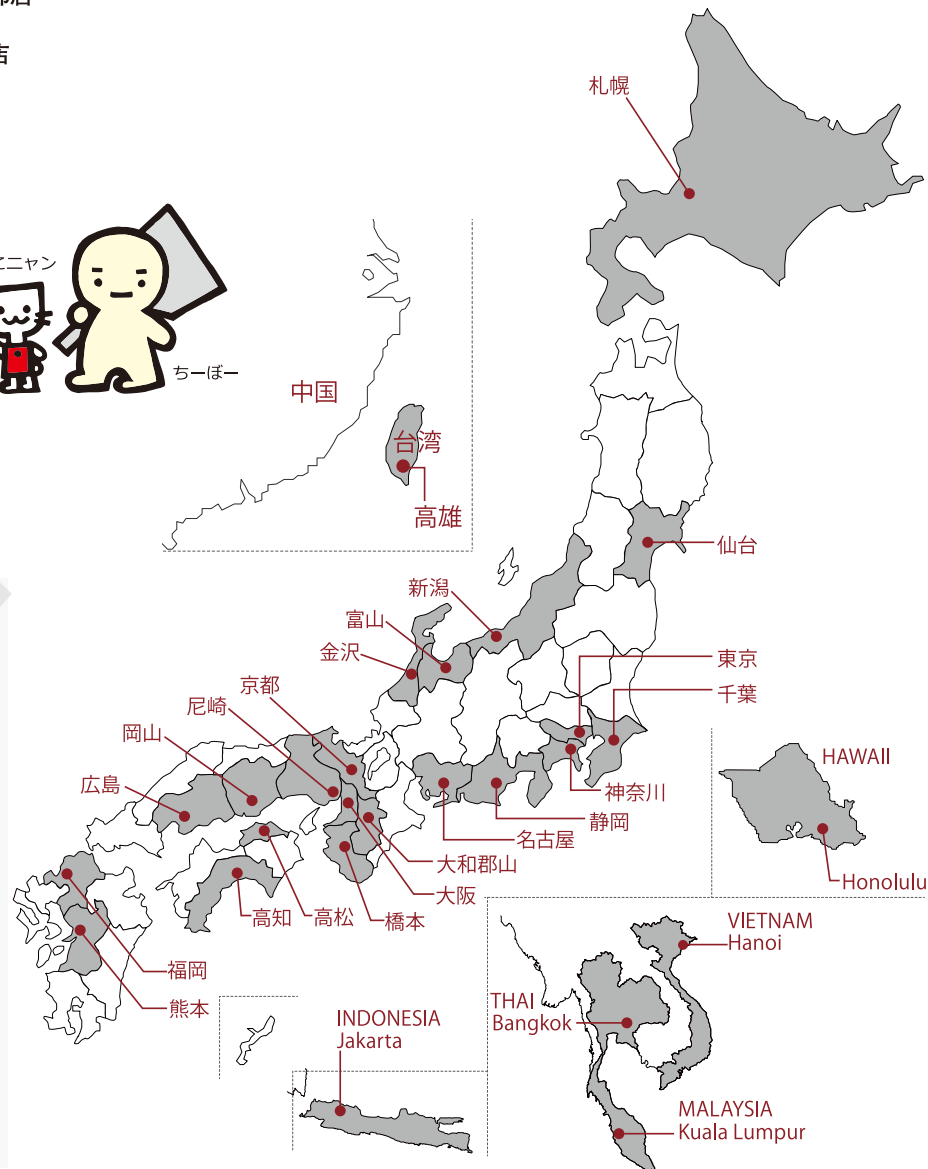 店
札幌
ニャン
ちーぼー
中国
台湾
高雄
仙台
新潟
富山
金沢
東京
京都
千葉
尼崎
岡山
HAWAII
広島
神奈川
静岡
名古屋
大和郡山
Honolulu
大阪
高知
高松
橋本
VIETNAM
Hanoi
福岡
THAI
Bangkok
熊本
INDONESIA
Jakarta
MALAYSIA
Kuala Lumpur